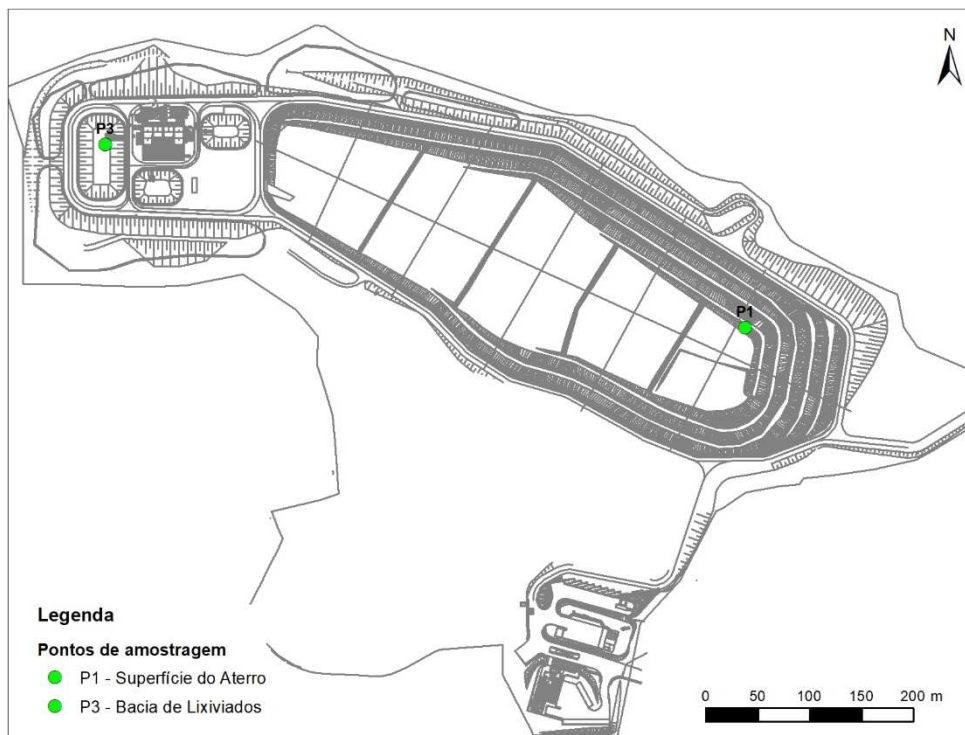 N
P3
P1
Legenda
Pontos de amostragem
P1 - Superfície do Aterro
P3 - Bacia de Lixiviados
0 50 100 150 200 m